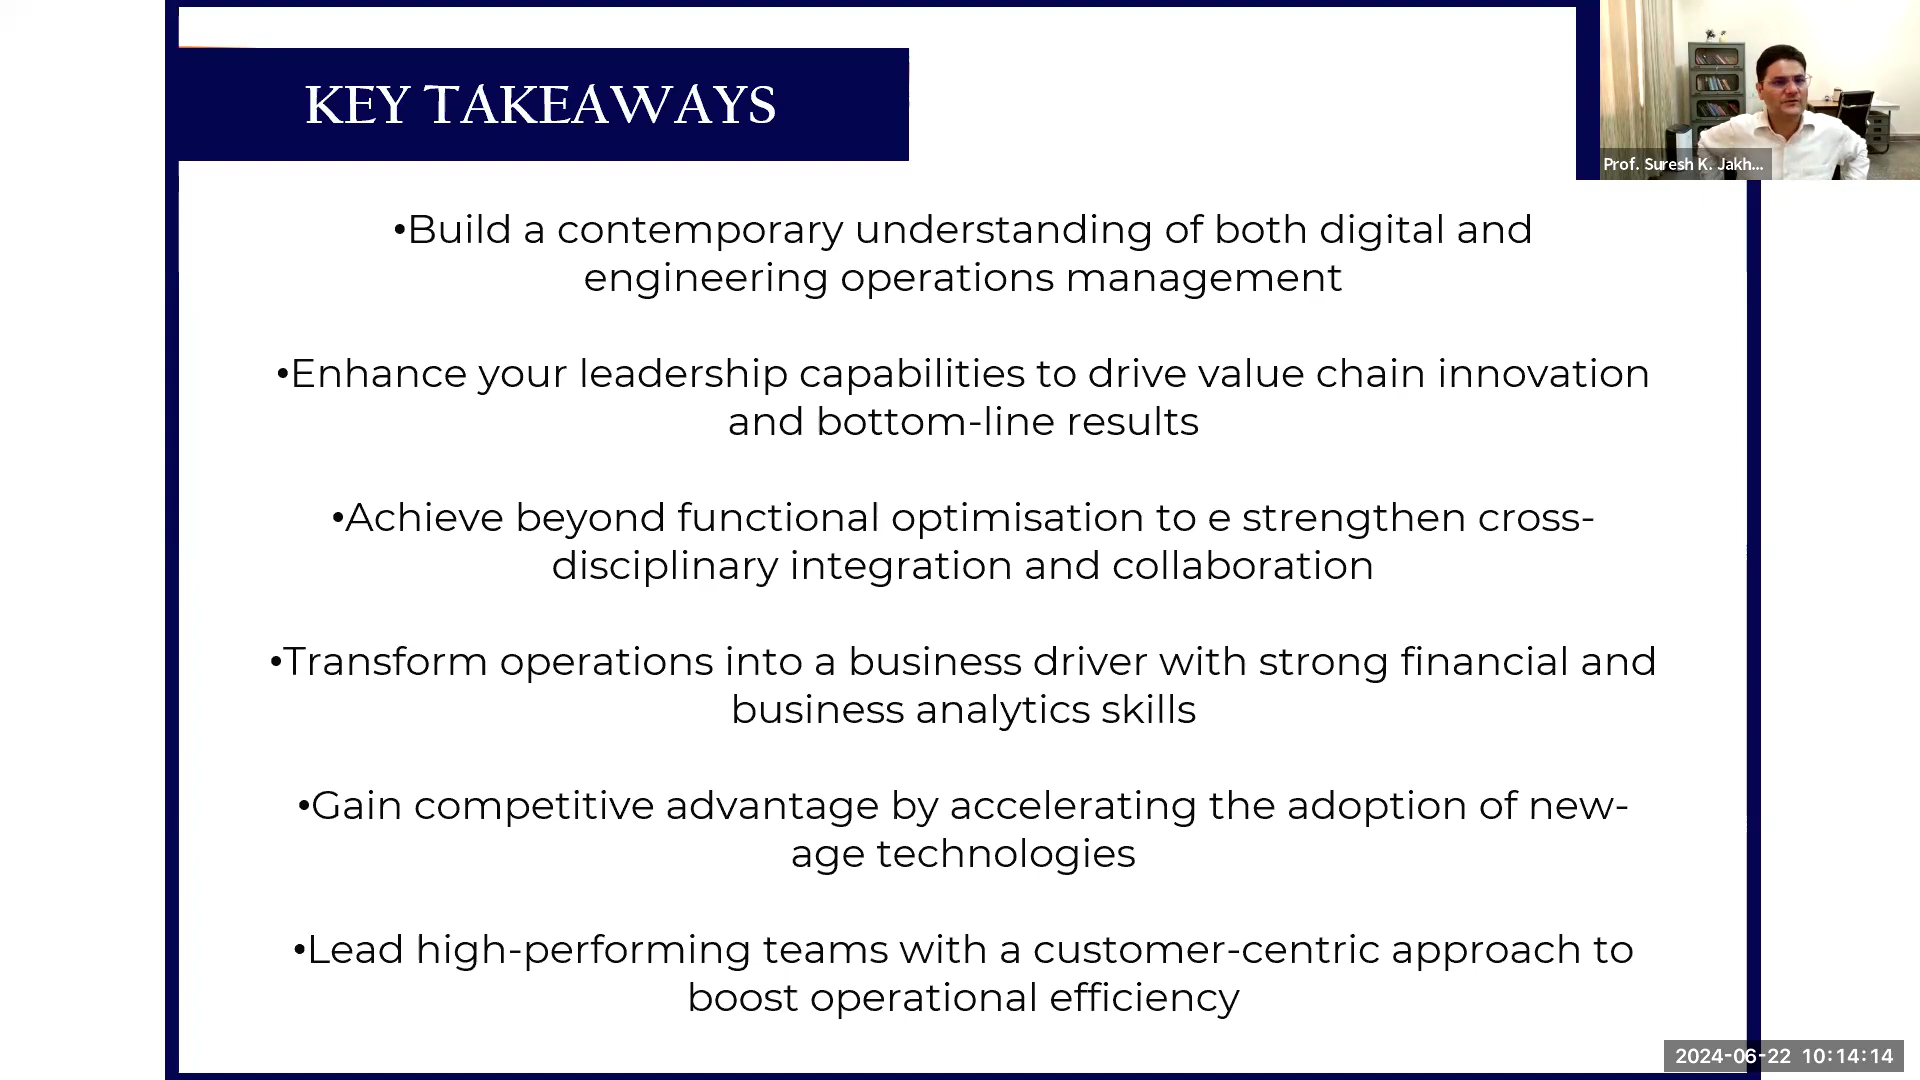 KEY TAKEAWAYS
Prof. Suresh K. Jakh...
•Build a contemporary understanding of both digital and
engineering operations management
•Enhance your leadership capabilities to drive value chain innovation
and bottom-line results
•Achieve beyond functional optimisation to e strengthen cross-
disciplinary integration and collaboration
•Transform operations into a business driver with strong financial and
business analytics skills
•Gain competitive advantage by accelerating the adoption of new-
age technologies
•Lead high-performing teams with a customer-centric approach to
boost operational efficiency
2024-06-22 10:14:14